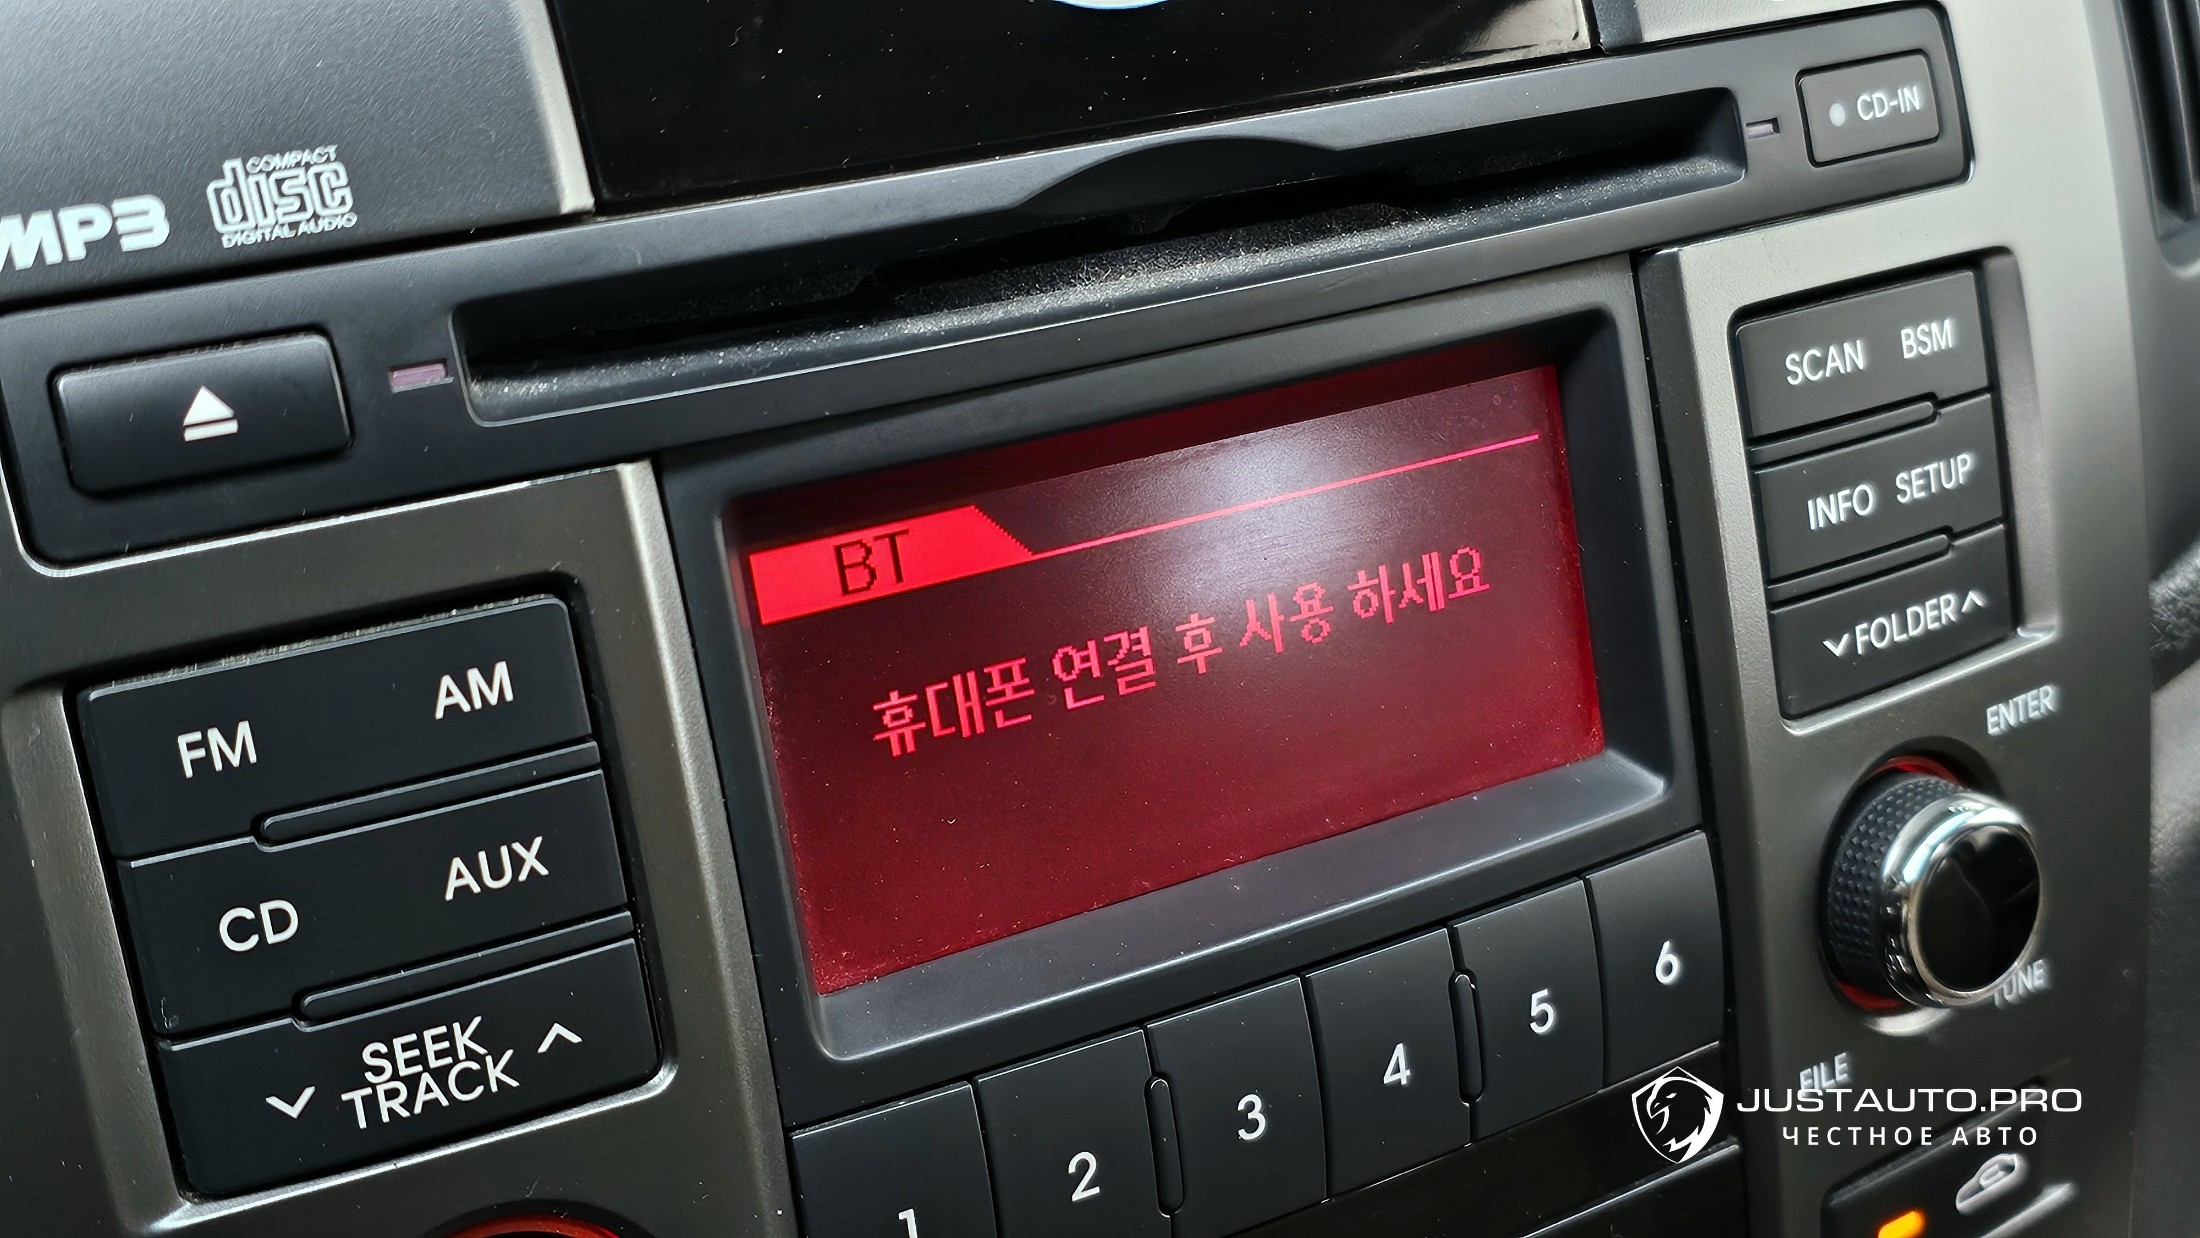 MP3
COMPACT
disc
DIGITAL AUDIO
CD-IN
SCAN BSM
INFO SETUP
FOLDER
ENTER
TUNE
FILE
BT
휴대폰 연결 후 사용 하세요
FM AM
CD AUX
SEEK
TRACK
1 2 3 4 5 6
JUSTAUTO.PRO
ЧЕСТНОЕ АВТО